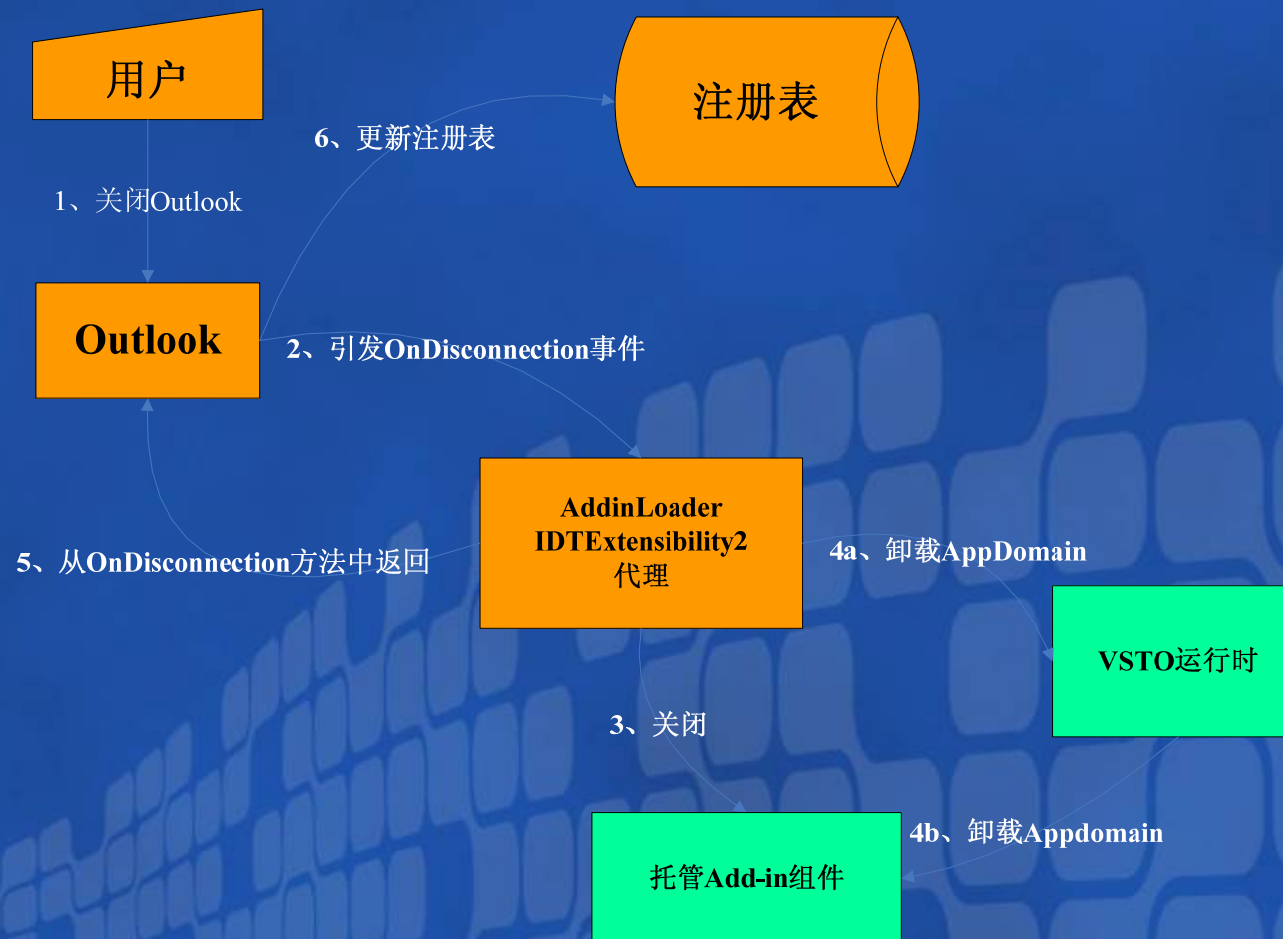 用户
注册表
6、更新注册表
1、关闭Outlook
Outlook
2、引发OnDisconnection事件
AddinLoader
IDTExtensibility2
代理
4a、卸载AppDomain
5、从OnDisconnection方法中返回
VSTO运行时
3、关闭
4b、卸载Appdomain
托管Add-in组件